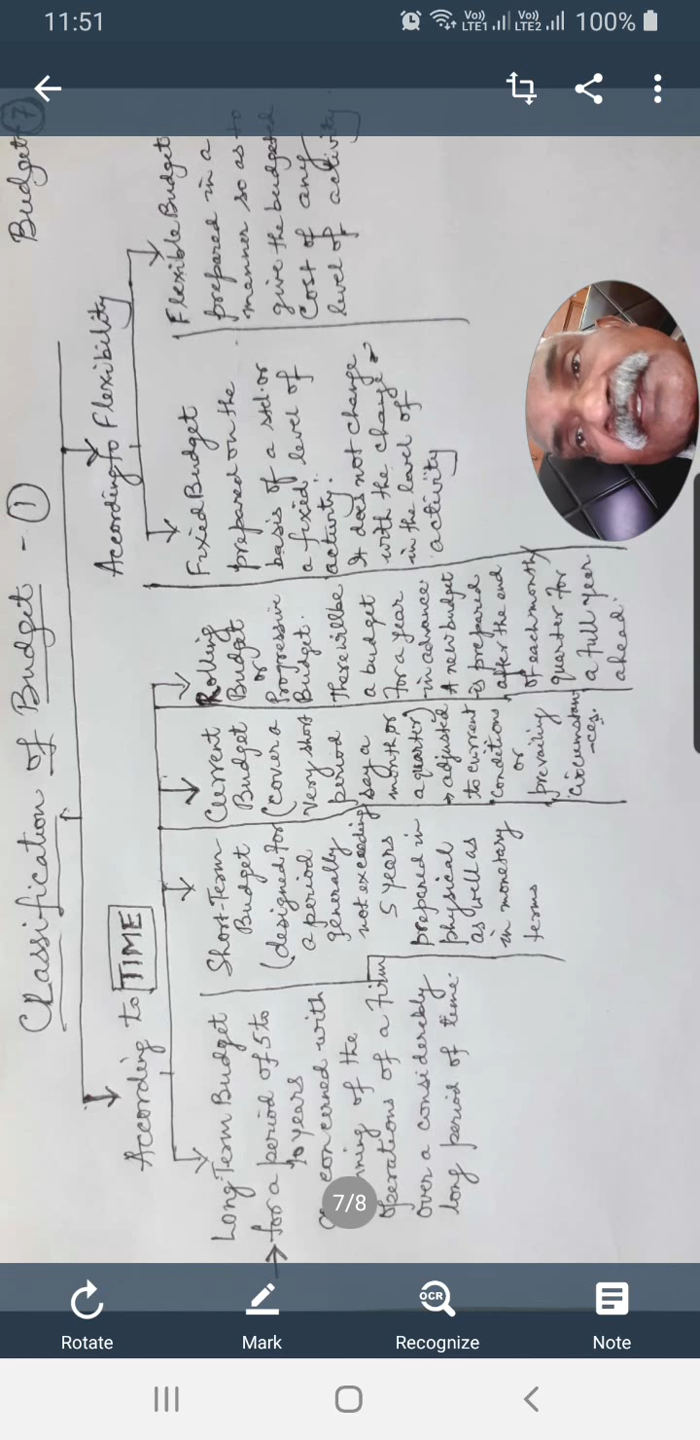 11:51
Vo)) LTE1 Vo)) LTE2 100%
Budget 7
Classification of Budget - 1
According to TIME
Long-Term Budget
for a period of 5 to
10 years
concerned with
of the
operations of a Firm
over a considerebly
long period of time.
Short-Term
Budget
(designed for
a period
generally
not exceeding
5 years
prepared in
physical
as well as
in monetary
terms
Current
Budget
(cover a
very short
period
say a
month or
a quarter)
adjusted
to current
conditions
or
prevailing
circumstan
-ces.
Rolling
Budget
or
Progressive
Budget.
There will be
a budget
for a year
in advance
A new budget
is prepared
after the end
of each month/
quarter for
a full year
ahead.
According to Flexibility
Fixed Budget
prepared on the
basis of a std. or
a fixed level of
activity.
It does not change
with the change
in the level of
activity
Flexible Budget
prepared in a
manner so as to
give the budgeted
Cost of any
level of activity
7/8
Rotate
Mark
OCR
Recognize
Note